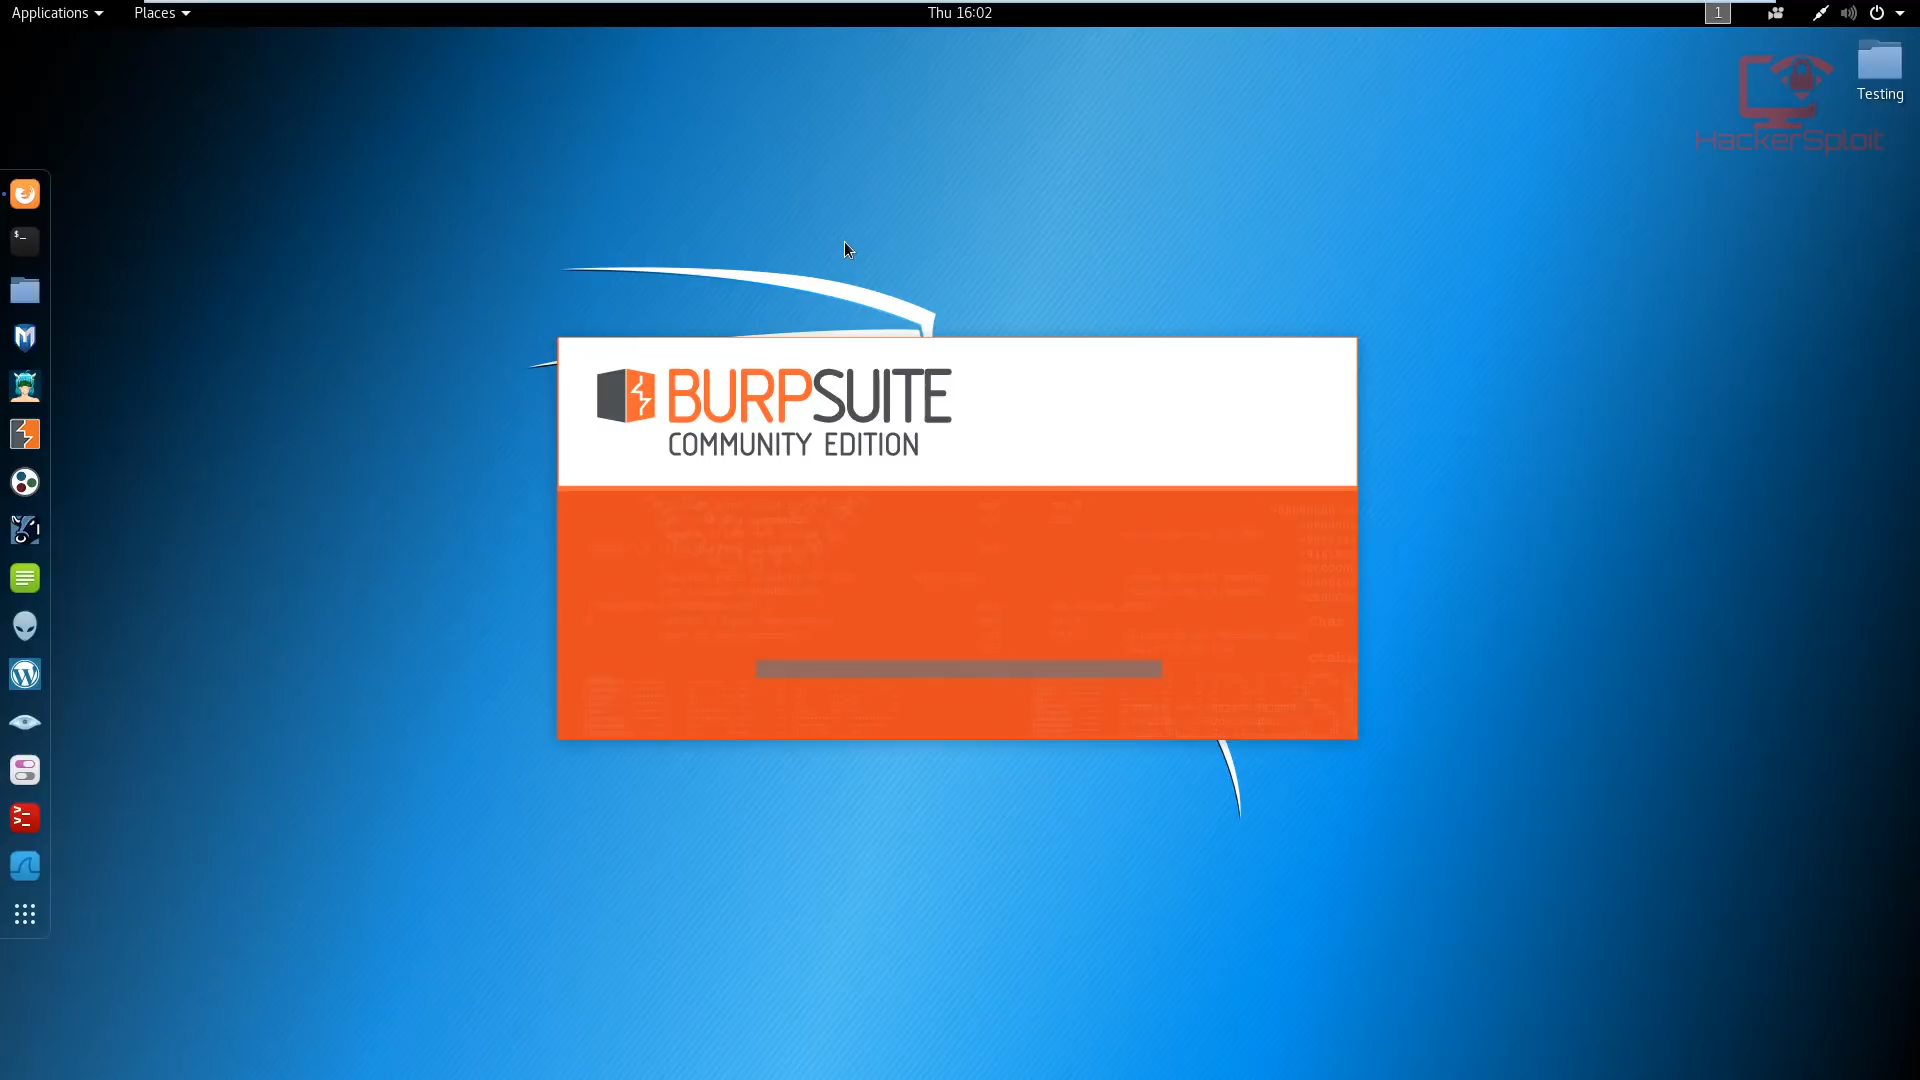 Applications Places Thu 16:02 1
Testing
HackerSploit
BURPSUITE
COMMUNITY EDITION